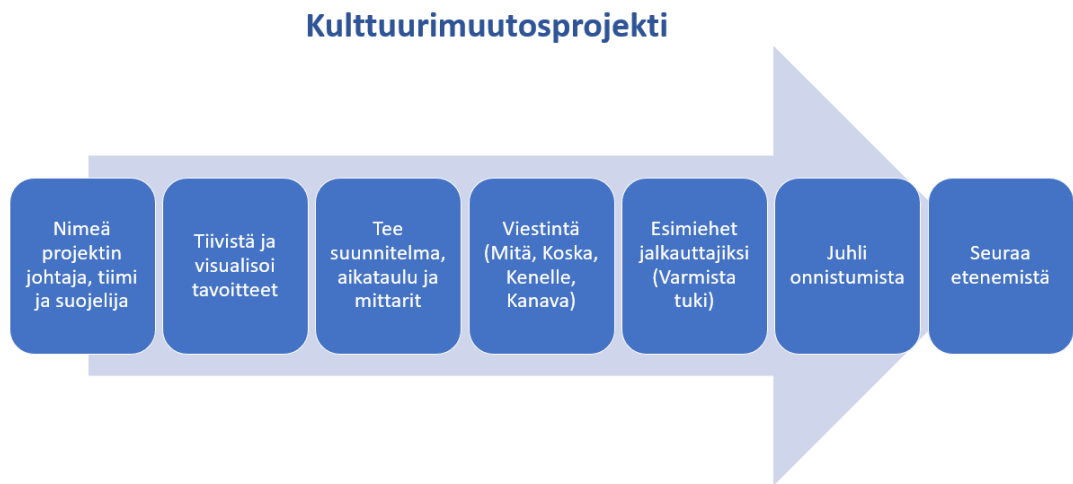 Kulttuurimuutosprojekti
Nimeä
projektin
johtaja, tiimi
ja suojelija
Tiivistä ja
visualisoi
tavoitteet
Tee
suunnitelma,
aikataulu ja
mittarit
Viestintä
(Mitä, Koska,
Kenelle,
Kanava)
Esimiehet
jalkauttajiksi
(Varmista
tuki)
Juhli
onnistumista
Seuraa
etenemistä